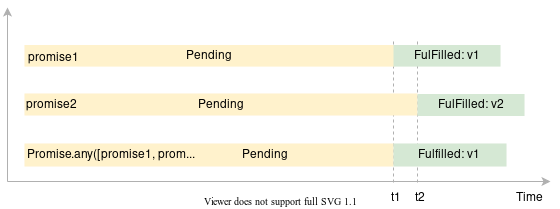 promise1 Pending FulFilled: v1
promise2 Pending FulFilled: v2
Promise.any([promise1, prom... Pending Fulfilled: v1
t1 t2 Time
Viewer does not support full SVG 1.1